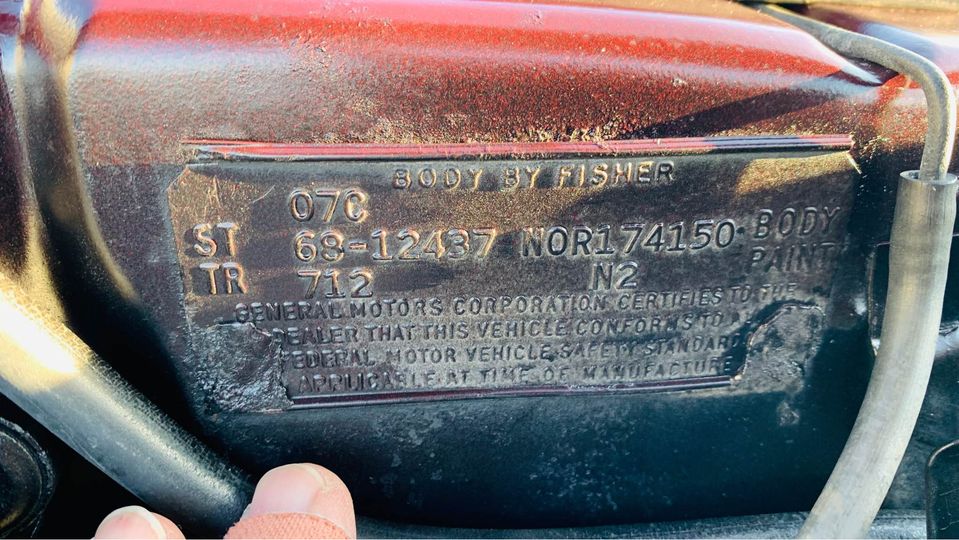 BODY BY FISHER
07C
ST 68-12437 NOR174150 BODY
TR 712 N2 PAINT
GENERAL MOTORS CORPORATION CERTIFIES TO THE
DEALER THAT THIS VEHICLE CONFORMS TO
FEDERAL MOTOR VEHICLE SAFETY STANDARD
APPLICABLE AT TIME OF MANUFACTURE